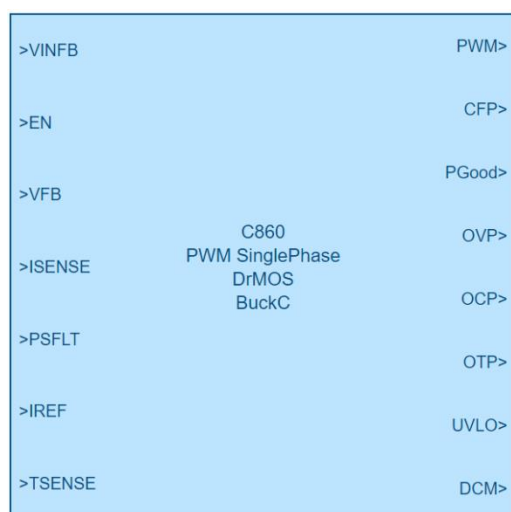 >VINFB
>EN
>VFB
>ISENSE
>PSFLT
>IREF
>TSENSE
C860
PWM SinglePhase
DrMOS
BuckC
PWM>
CFP>
PGood>
OVP>
OCP>
OTP>
UVLO>
DCM>